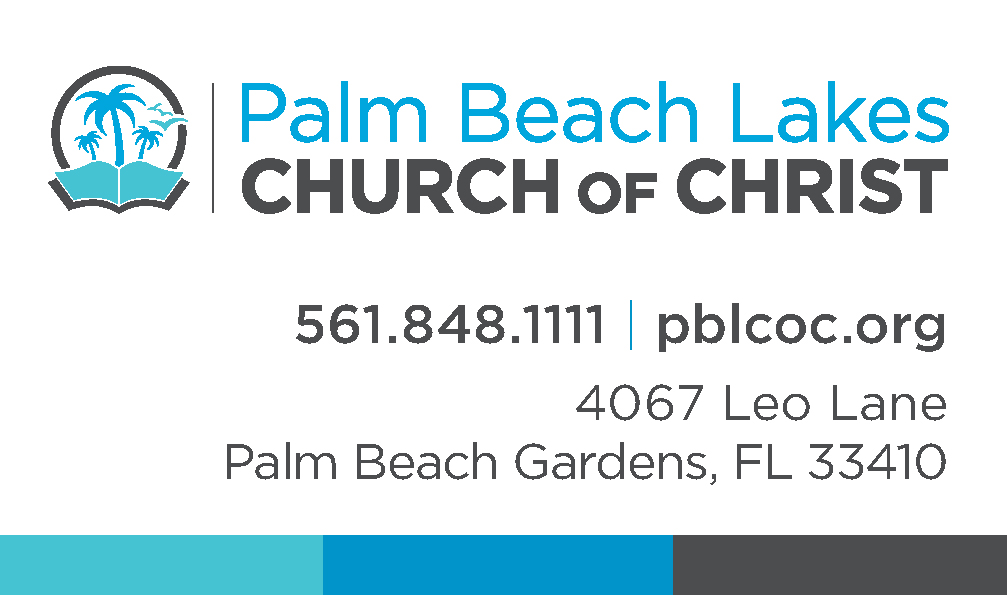 Palm Beach Lakes
CHURCH OF CHRIST
561.848.1111 | pblcoc.org
4067 Leo Lane
Palm Beach Gardens, FL 33410